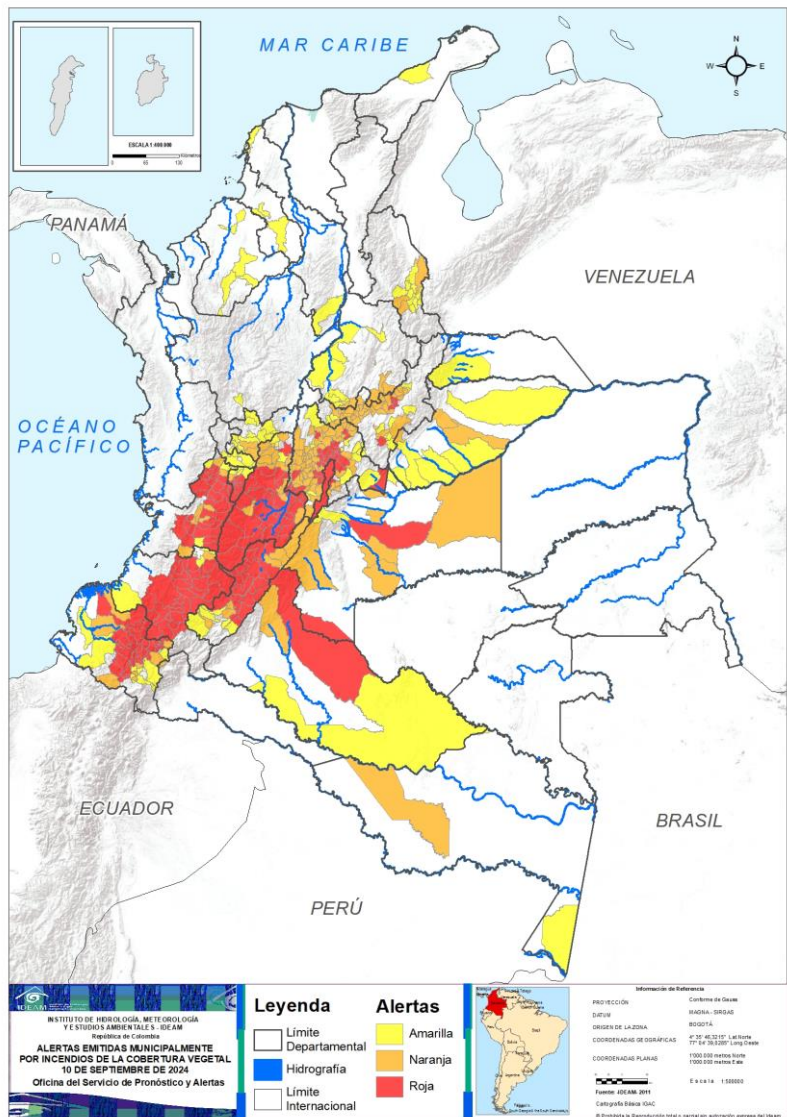 MAR CARIBE
N
W
E
S
ESCALA 1:400.000
PANAMÁ
VENEZUELA
OCÉANO
PACÍFICO
ECUADOR
BRASIL
PERÚ
IDEAM
INSTITUTO DE HIDROLOGÍA, METEOROLOGÍA
Y ESTUDIOS AMBIENTALES - IDEAM
República de Colombia
ALERTAS EMITIDAS MUNICIPALMENTE
POR INCENDIOS DE LA COBERTURA VEGETAL
10 DE SEPTIEMBRE DE 2024
Oficina del Servicio de Pronóstico y Alertas
Leyenda
Límite
Departamental
Hidrografía
Límite
Internacional
Alertas
Amarilla
Naranja
Roja
Información de Referencia
PROYECCIÓN
Conforme de Gauss
DATUM
MAGNA - SIRGAS
ORIGEN DE LA ZONA
BOGOTÁ
COORDENADAS GEOGRÁFICAS
COORDENADAS PLANAS
1'000.000 metros Norte
1'000.000 metros Este
Fuente: IDEAM- 2011
Cartografía Básica: IGAC